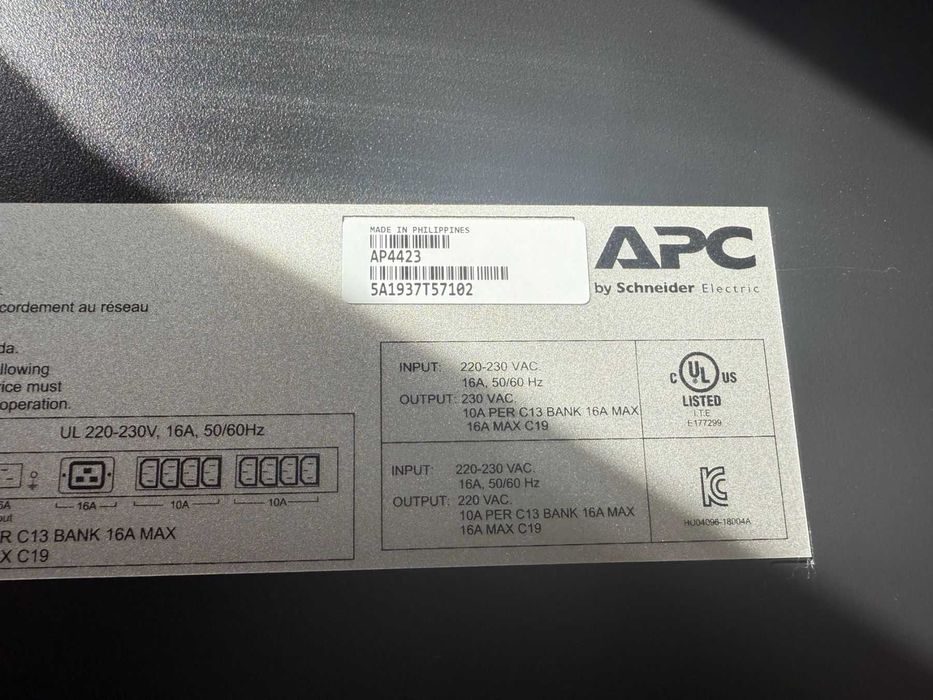 MADE IN PHILIPPINES
AP4423
5A1937T57102
APC
by Schneider Electric
cordement au réseau
da.
llowing
ice must
operation.
UL 220-230V, 16A, 50/60Hz
16A
10A
10A
R C13 BANK 16A MAX
X C19
INPUT: 220-230 VAC
16A, 50/60 Hz
OUTPUT: 230 VAC.
10A PER C13 BANK 16A MAX
16A MAX C19
C UL US
LISTED
I.T.E
E177299
INPUT: 220-230 VAC.
16A, 50/60 Hz
OUTPUT: 220 VAC.
10A PER C13 BANK 16A MAX
16A MAX C19
HU04096-18004A